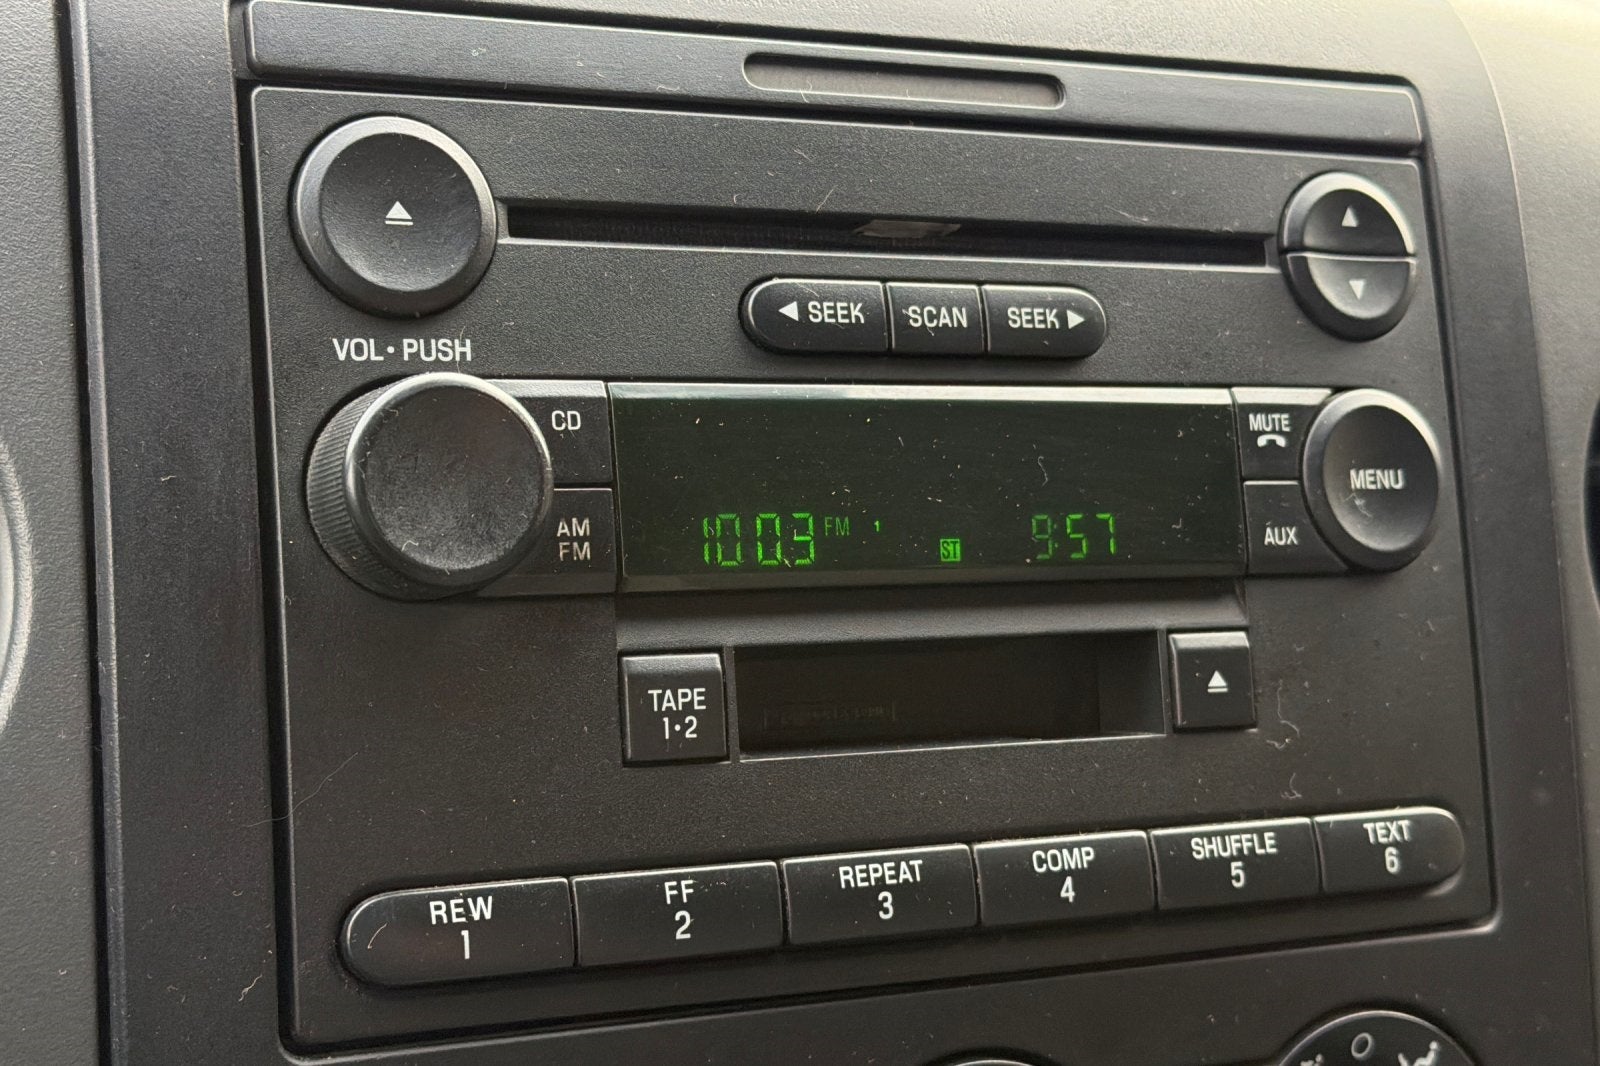 ◀ SEEK SCAN SEEK ▶
VOL • PUSH
CD
MUTE
MENU
AM
FM
100.3 FM 1
ST
9:57
AUX
TAPE
1•2
REW
1
FF
2
REPEAT
3
COMP
4
SHUFFLE
5
TEXT
6